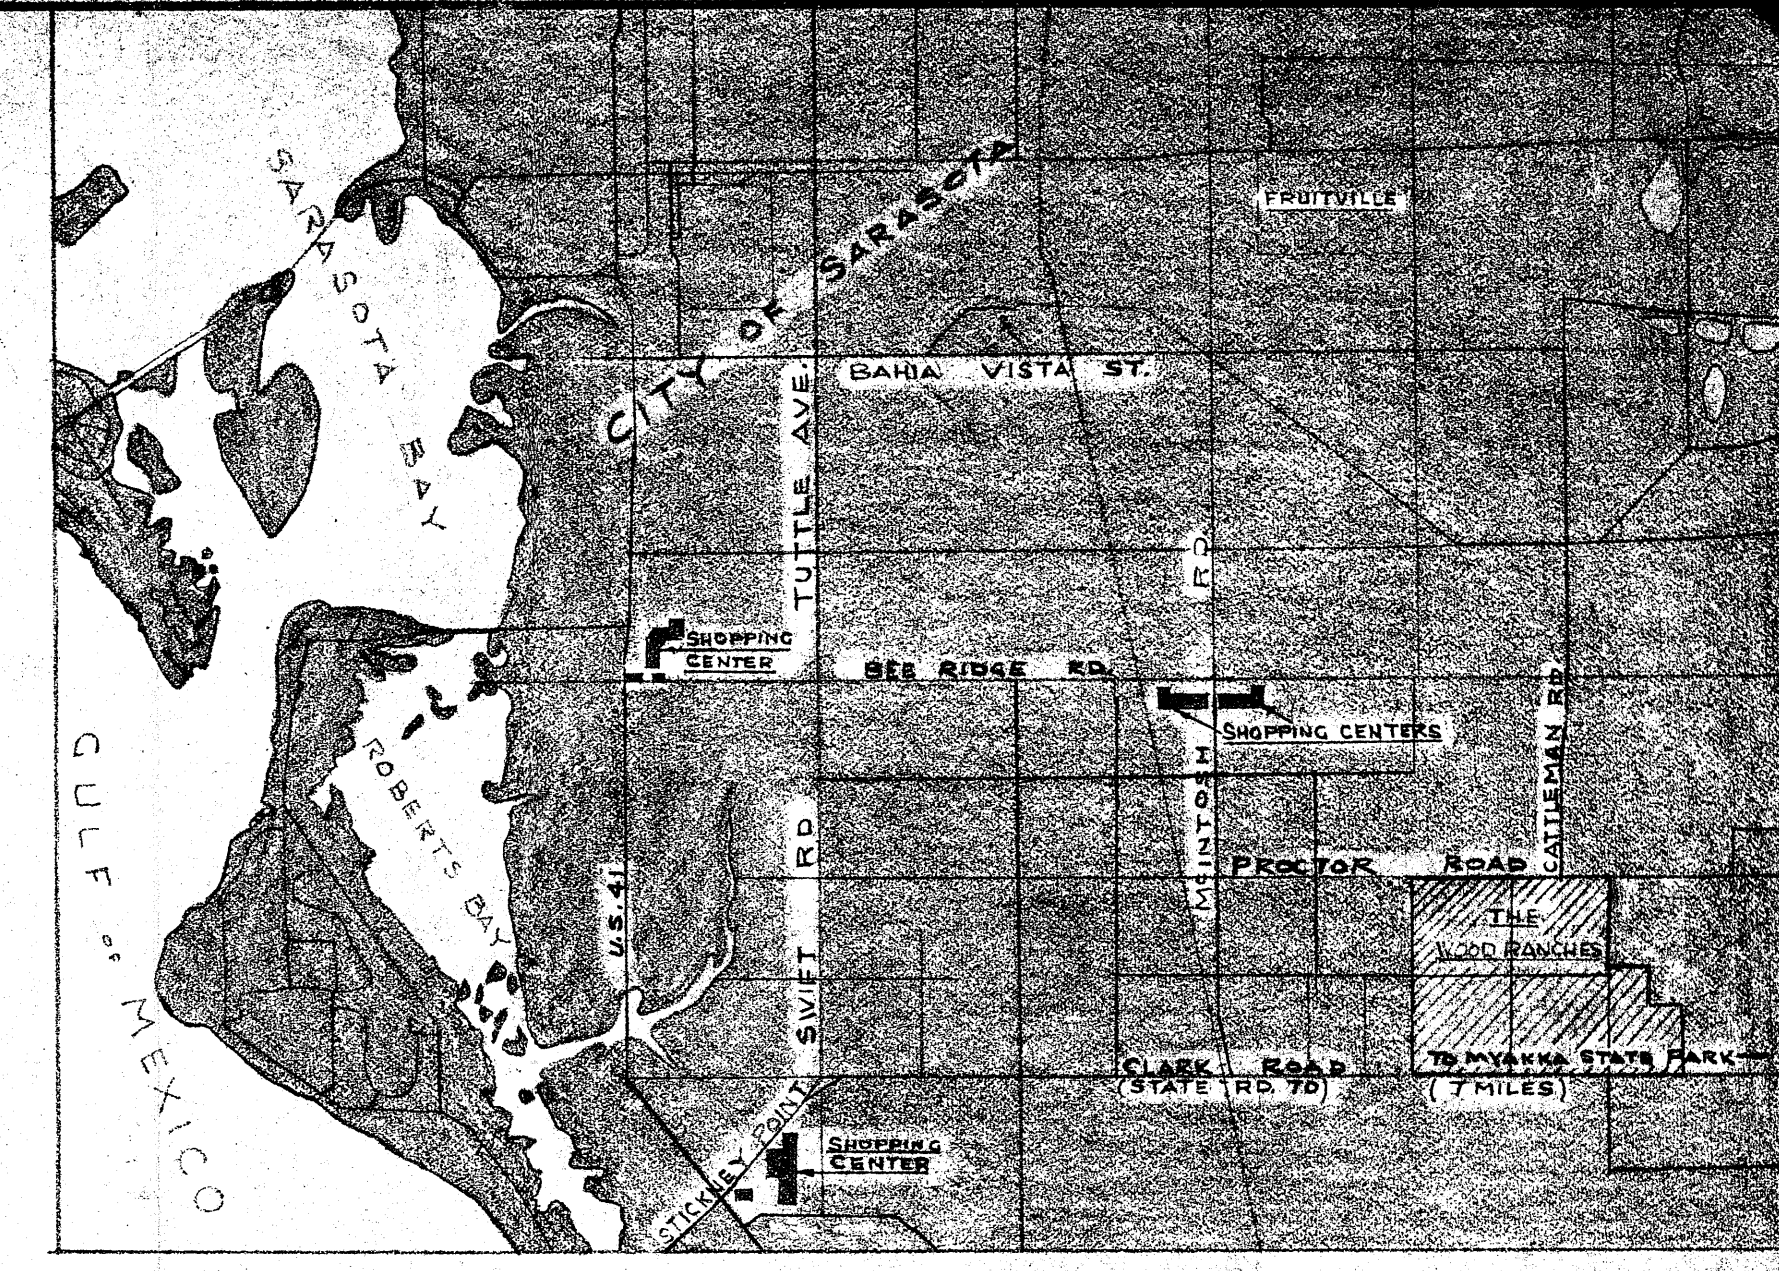 SARASOTA BAY
CITY OF SARASOTA
FRUITVILLE
BAHIA VISTA ST.
TUTTLE AVE.
SHOPPING
CENTER
BEE RIDGE RD
MCINTOSH RD
SHOPPING CENTERS
CATTLEMAN RD.
GULF OF MEXICO
ROBERTS BAY
U.S. 41
SWIFT RD
PROCTOR ROAD
THE
WOOD RANCHES
CLARK ROAD
(STATE RD. 70)
TO MYAKKA STATE PARK
(7 MILES)
STICKNEY POINT
SHOPPING
CENTER